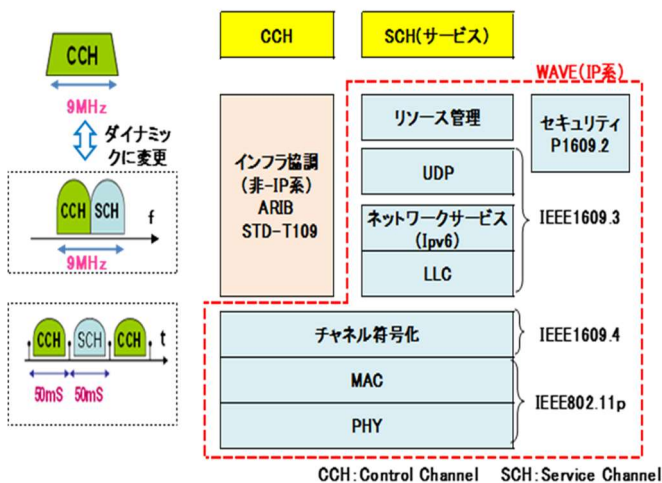 CCH
9MHz
ダイナミッ
クに変更
CCH
SCH
f
9MHz
CCH
SCH
CCH
t
50mS
50mS
CCH
SCH(サービス)
WAVE(IP系)
インフラ協調
(非-IP系)
ARIB
STD-T109
リソース管理
セキュリティ
P1609.2
UDP
ネットワークサービス
(Ipv6)
LLC
IEEE1609.3
チャネル符号化
IEEE1609.4
MAC
PHY
IEEE802.11p
CCH:Control Channel SCH:Service Channel